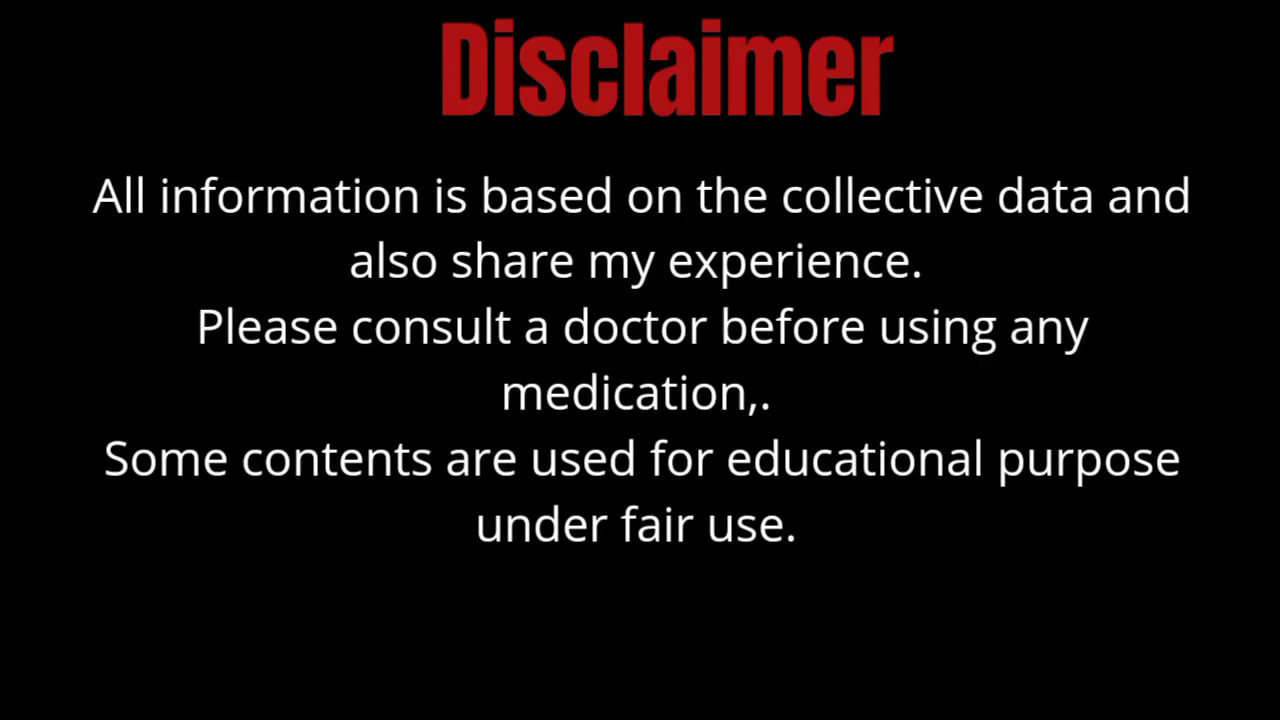 Disclaimer
All information is based on the collective data and
also share my experience.
Please consult a doctor before using any
medication,.
Some contents are used for educational purpose
under fair use.